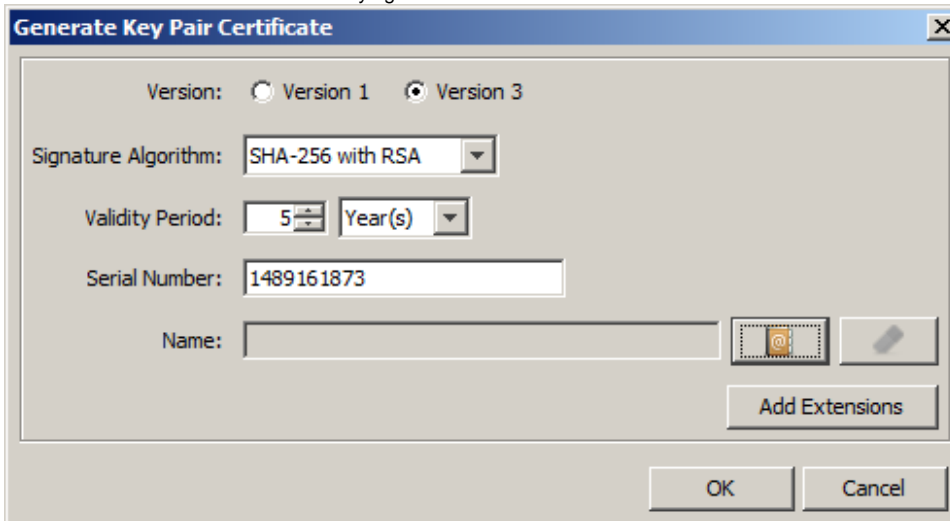 Generate Key Pair Certificate
Version: Version 1 Version 3
Signature Algorithm: SHA-256 with RSA
Validity Period: 5 Year(s)
Serial Number: 1489161873
Name:
Add Extensions
OK Cancel